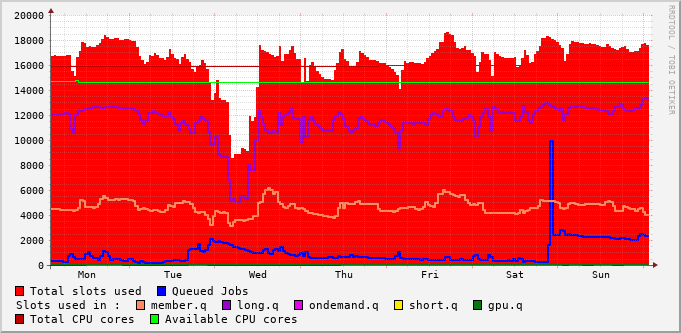 20000
18000
16000
14000
12000
10000
8000
6000
4000
2000
0
Mon Tue Wed Thu Fri Sat Sun
Total slots used Queued Jobs
Slots used in : member.q long.q ondemand.q short.q gpu.q
Total CPU cores Available CPU cores
RRDTOOL / TOBI OETIKER